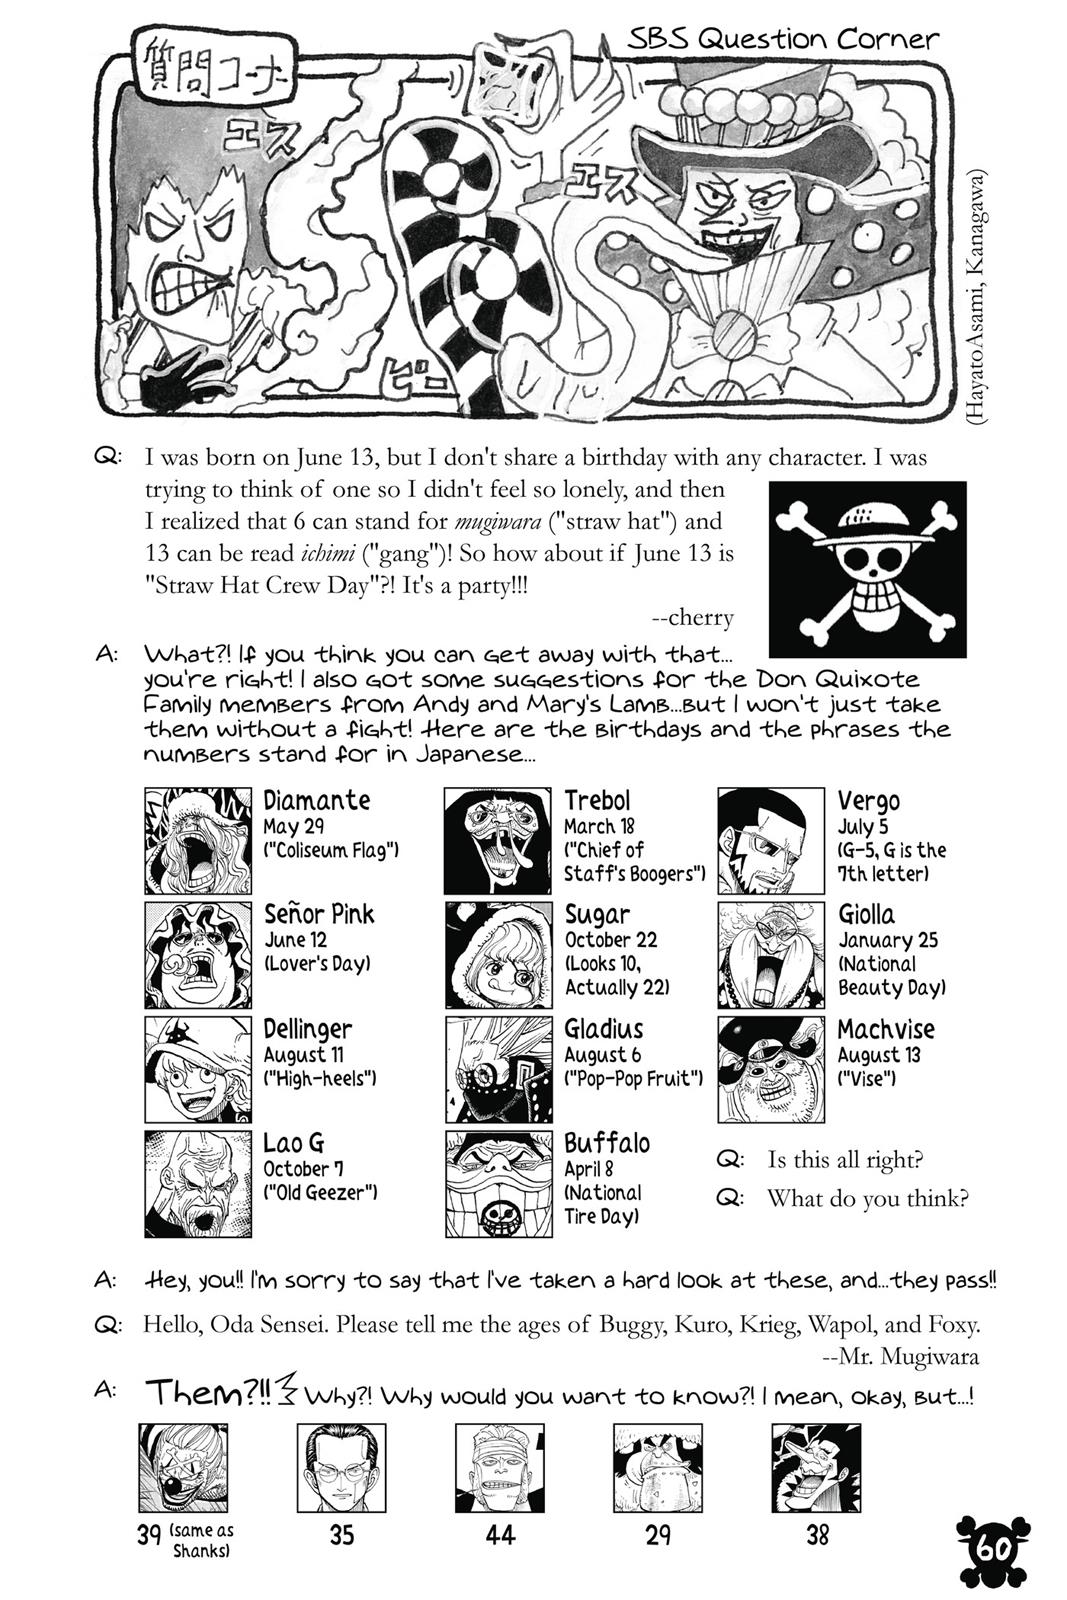 SBS Question Corner
質問コーナー
エス
エス
ビー
(HayatoAsami, Kanagawa)
Q: I was born on June 13, but I don't share a birthday with any character. I was
trying to think of one so I didn't feel so lonely, and then
I realized that 6 can stand for mugiwara ("straw hat") and
13 can be read ichimi ("gang")! So how about if June 13 is
"Straw Hat Crew Day"?! It's a party!!!
--cherry
A: What?! If you think you can get away with that...
you're right! I also got some suggestions for the Don Quixote
Family members from Andy and Mary's Lamb...but I won't just take
them without a fight! Here are the birthdays and the phrases the
numbers stand for in Japanese...
Diamante
May 29
("Coliseum Flag")
Trebol
March 18
("Chief of
Staff's Boogers")
Vergo
July 5
(G-5, G is the
7th letter)
Señor Pink
June 12
(Lover's Day)
Sugar
October 22
(Looks 10,
Actually 22)
Giolla
January 25
(National
Beauty Day)
Dellinger
August 11
("High-heels")
Gladius
August 6
("Pop-Pop Fruit")
Machvise
August 13
("Vise")
Lao G
October 7
("Old Geezer")
Buffalo
April 8
(National
Tire Day)
Q: Is this all right?
Q: What do you think?
A: Hey, you!! I'm sorry to say that I've taken a hard look at these, and...they pass!!
Q: Hello, Oda Sensei. Please tell me the ages of Buggy, Kuro, Krieg, Wapol, and Foxy.
--Mr. Mugiwara
A: Them?!! Why?! Why would you want to know?! I mean, okay, but...!
39 (same as
Shanks)
35
44
29
38
60